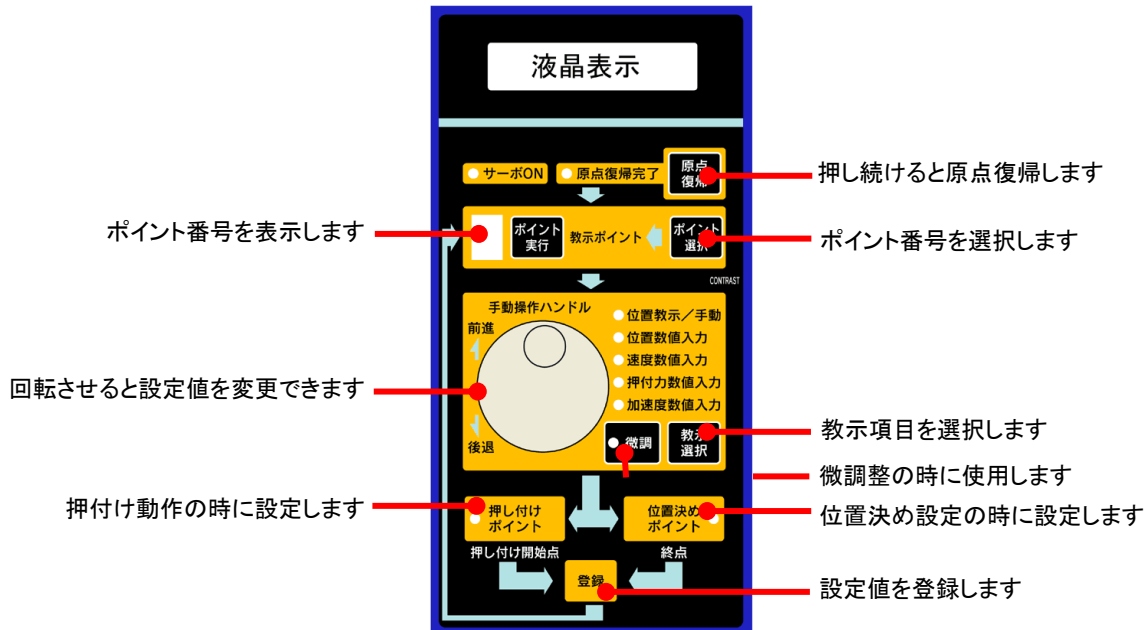 液晶表示
サーボON
原点復帰完了
原点
復帰
押し続けると原点復帰します
ポイント番号を表示します
ポイント
実行
教示ポイント
ポイント
選択
ポイント番号を選択します
CONTRAST
手動操作ハンドル
前進
後退
位置教示／手動
位置数値入力
速度数値入力
押付力数値入力
加速度数値入力
回転させると設定値を変更できます
微調
教示
選択
教示項目を選択します
微調整の時に使用します
押付け動作の時に設定します
押し付け
ポイント
位置決め
ポイント
位置決め設定の時に設定します
押し付け開始点
終点
登録
設定値を登録します